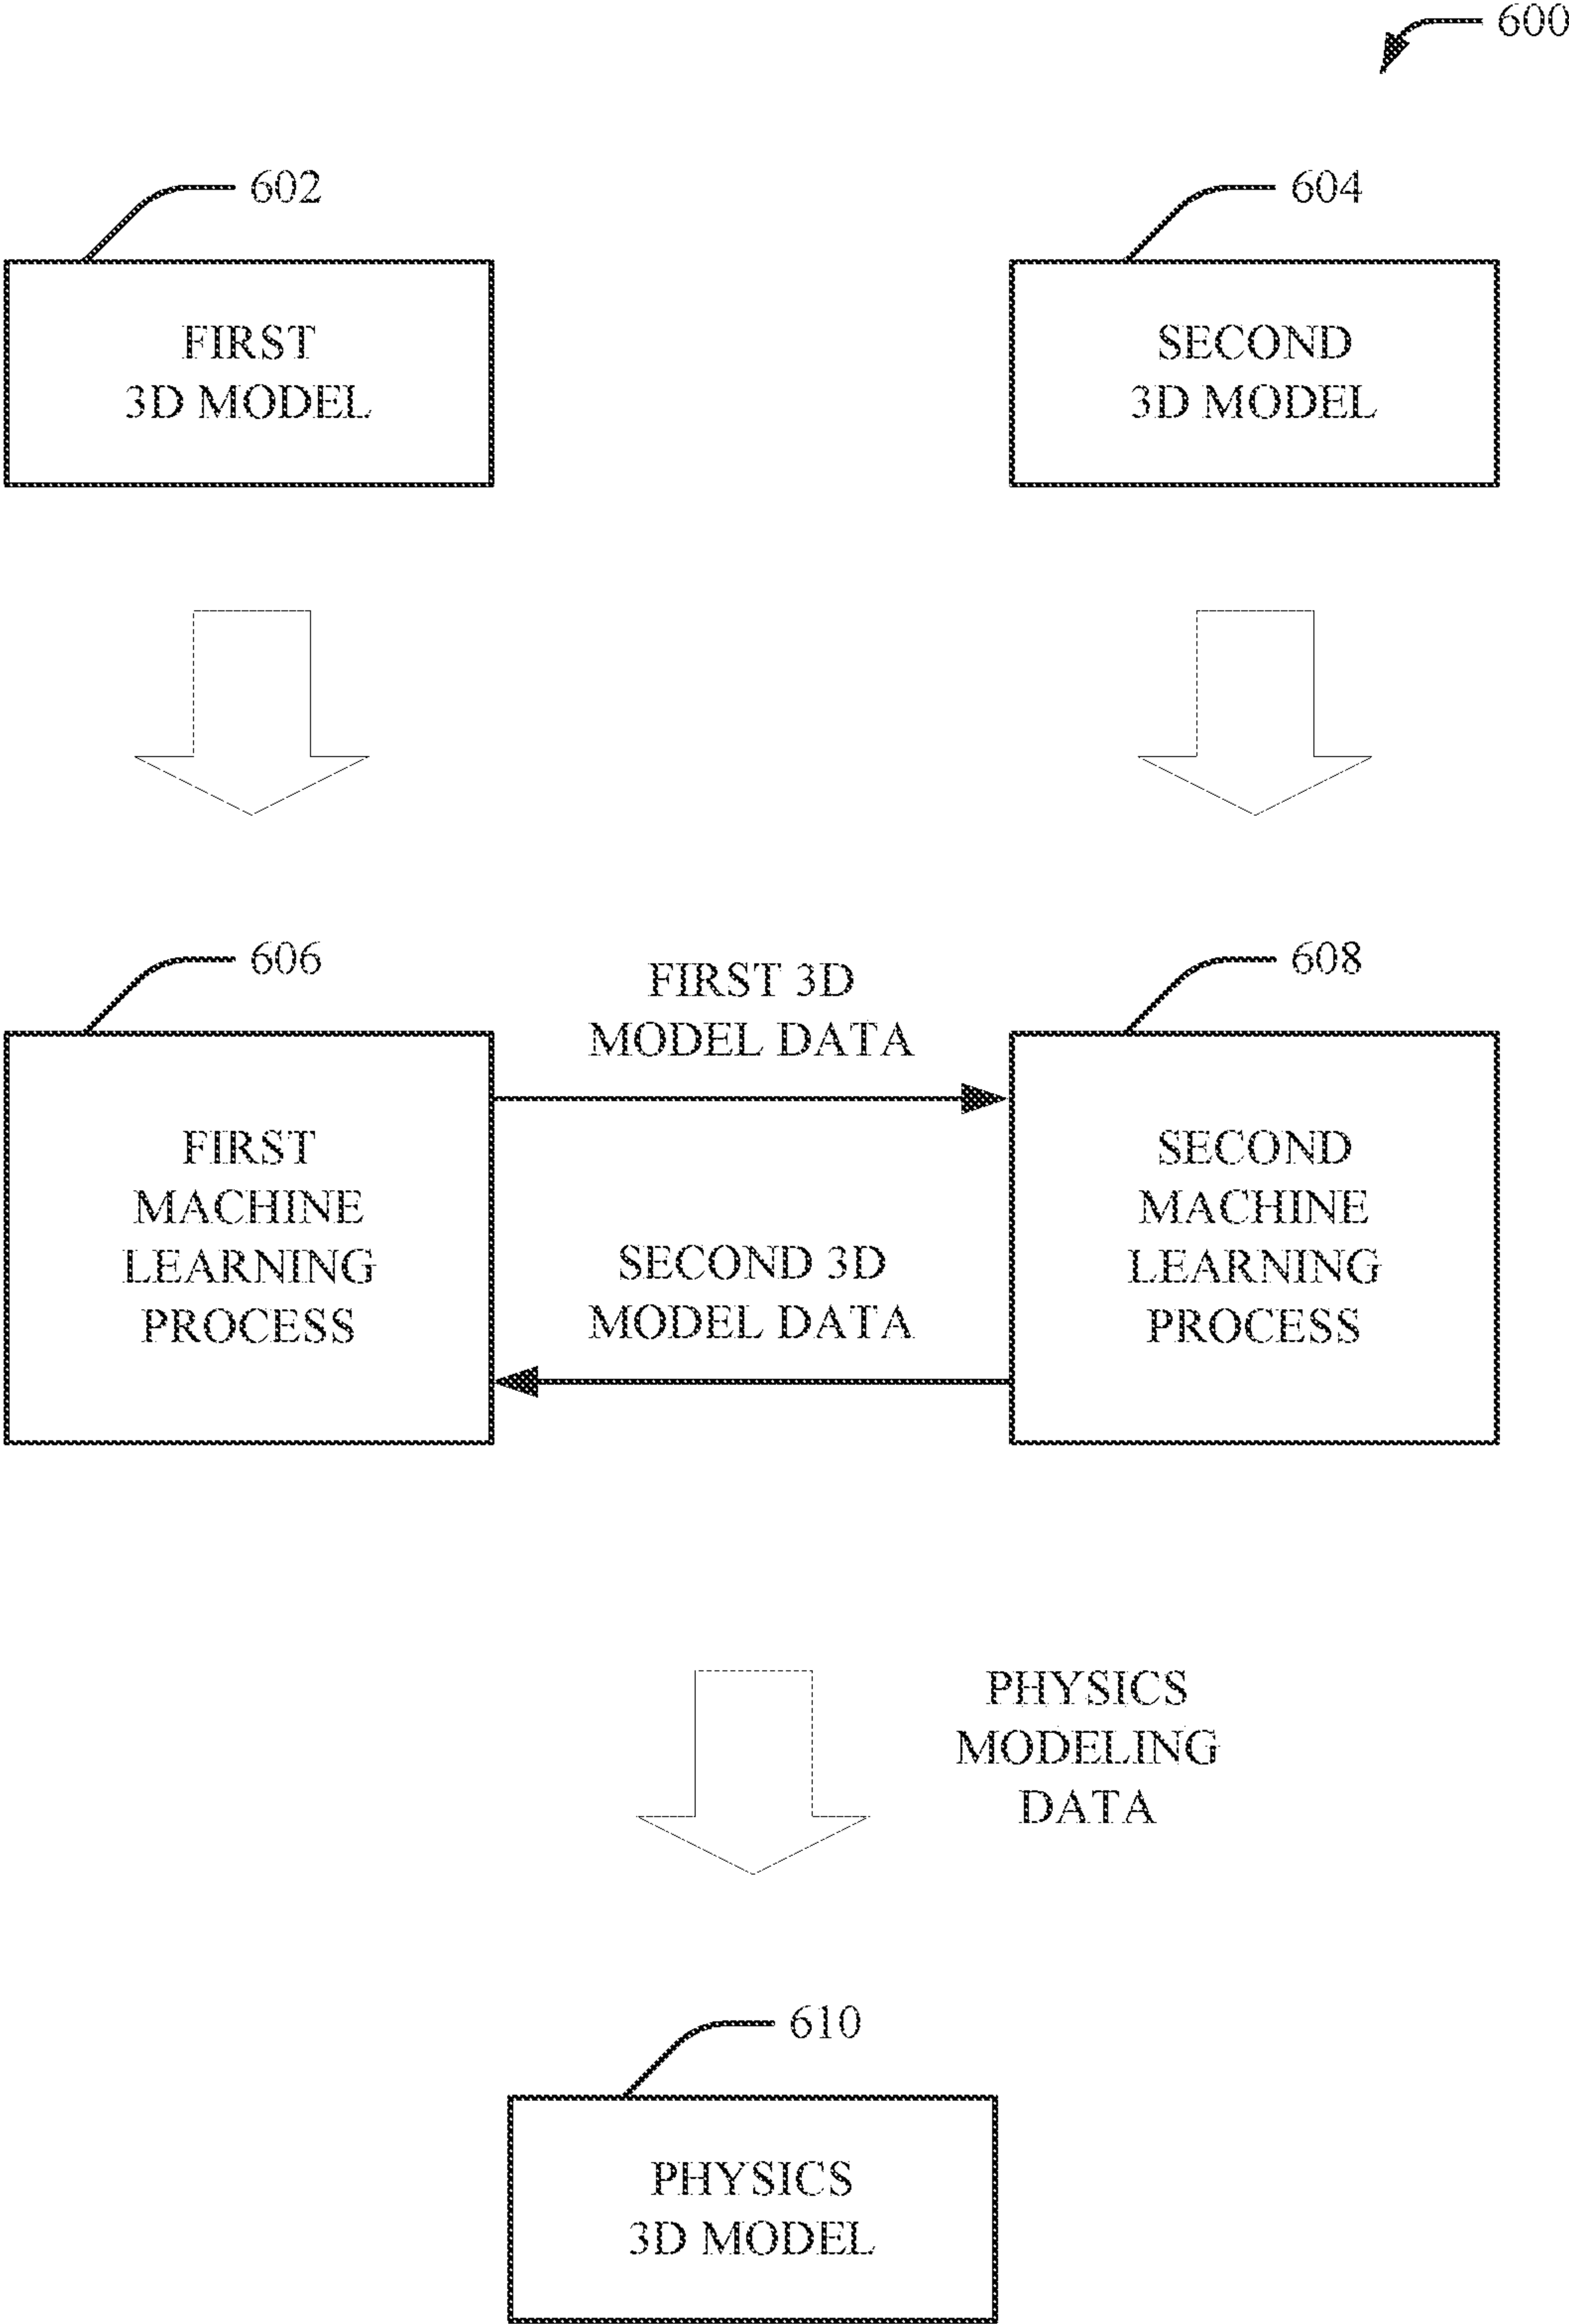 600
602
604
FIRST
3D MODEL
SECOND
3D MODEL
606
608
FIRST 3D
MODEL DATA
FIRST
MACHINE
LEARNING
PROCESS
SECOND 3D
MODEL DATA
SECOND
MACHINE
LEARNING
PROCESS
PHYSICS
MODELING
DATA
610
PHYSICS
3D MODEL